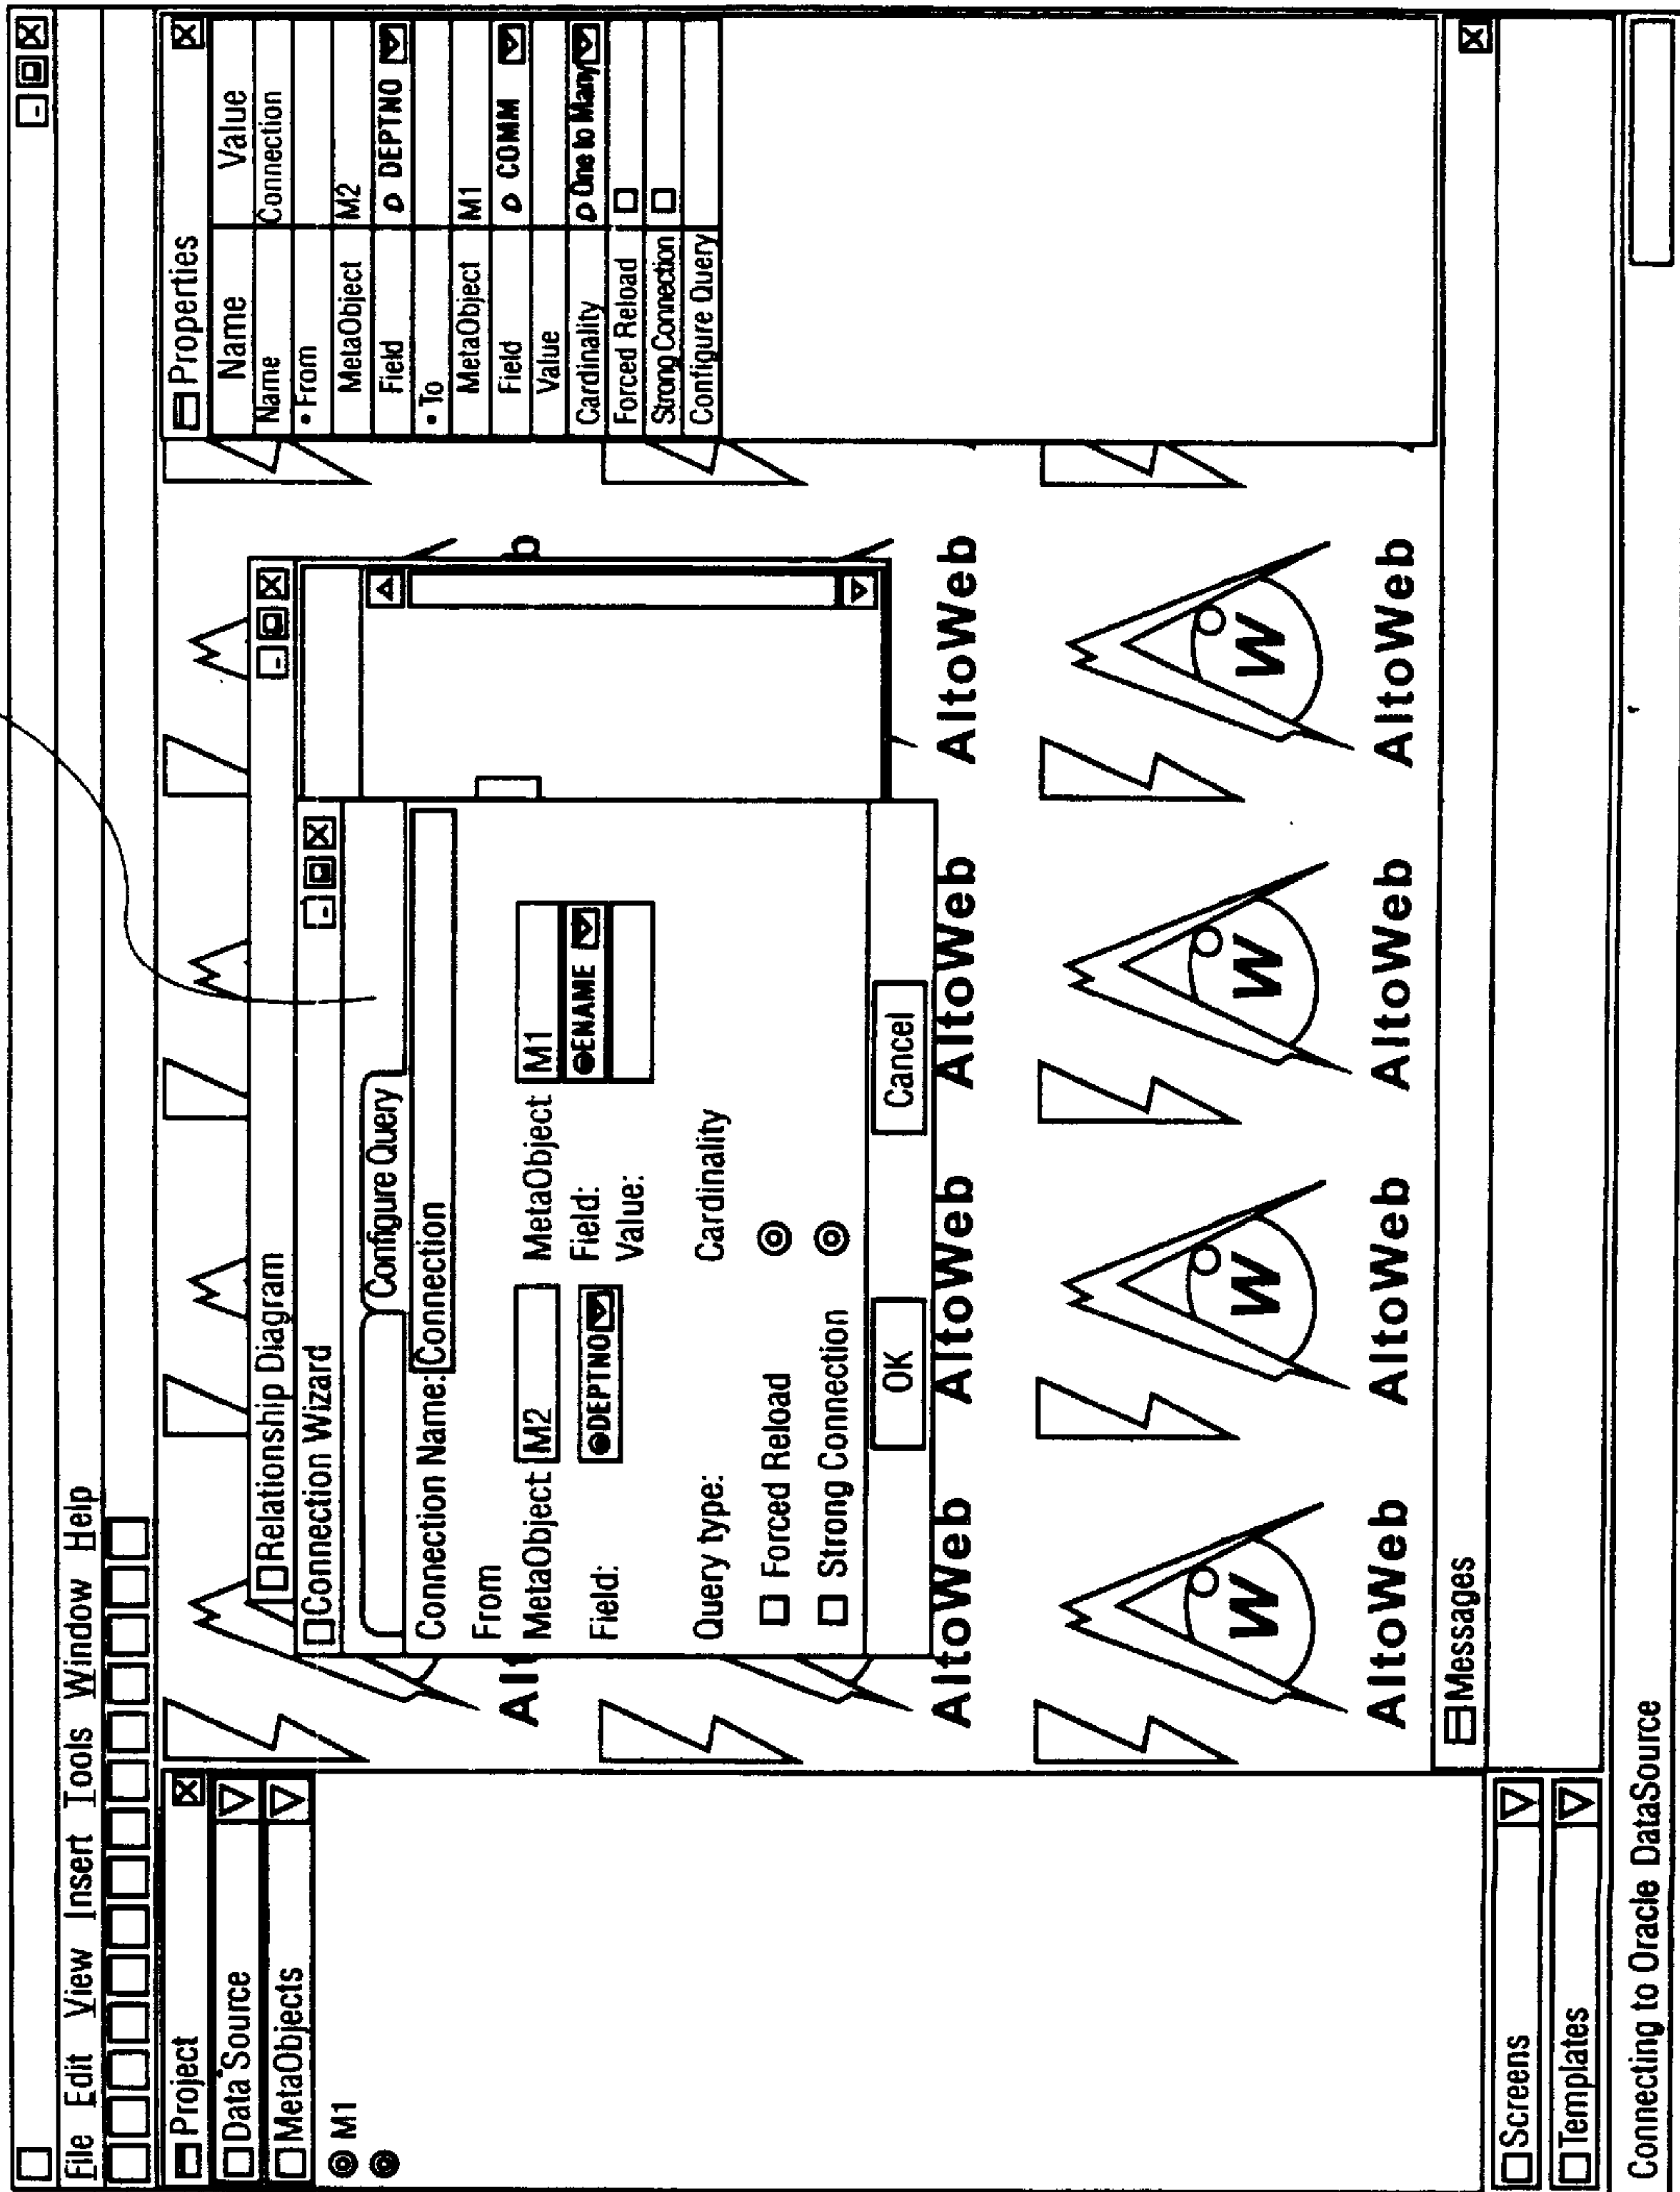 File Edit View Insert Tools Window Help
Project
Data Source
MetaObjects
M1
Screens
Templates
Connecting to Oracle DataSource
Relationship Diagram
Connection Wizard
Configure Query
Connection Name: Connection
From
MetaObject M2 MetaObject M1
Field: DEPTNO Field: ENAME
Value:
Query type: Cardinality
Forced Reload
Strong Connection
OK Cancel
Al
b
AltoWeb AltoWeb AltoWeb AltoWeb
AltoWeb AltoWeb AltoWeb AltoWeb
W W W W
Messages
Properties
Name Value
Name Connection
• From
MetaObject M2
Field DEPTNO
• To
MetaObject M1
Field COMM
Value
Cardinality One to Many
Forced Reload
Strong Connection
Configure Query